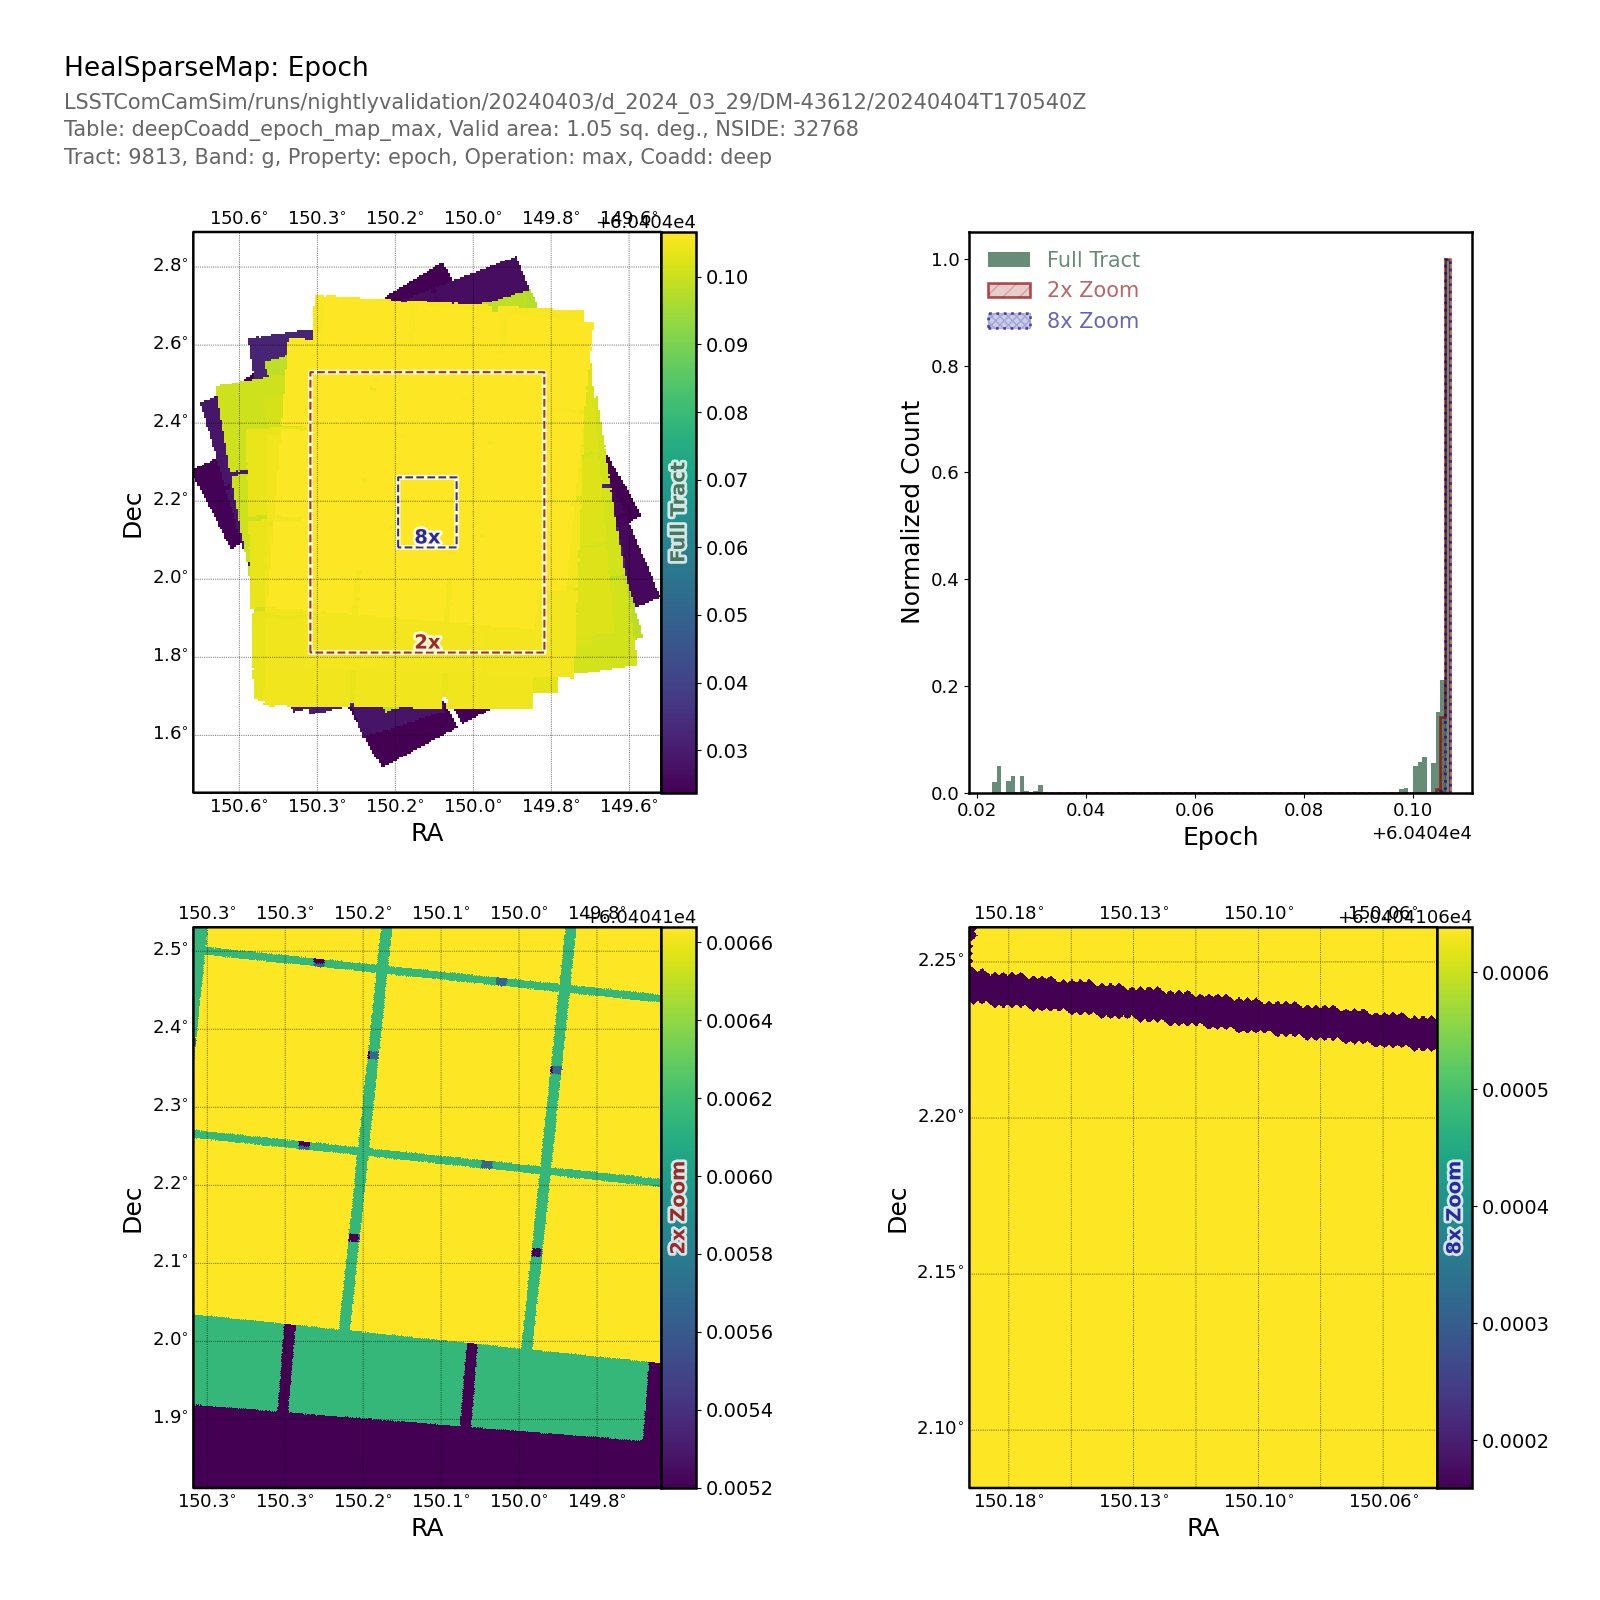 HealSparseMap: Epoch
LSSTComCamSim/runs/nightlyvalidation/20240403/d_2024_03_29/DM-43612/20240404T170540Z
Table: deepCoadd_epoch_map_max, Valid area: 1.05 sq. deg., NSIDE: 32768
Tract: 9813, Band: g, Property: epoch, Operation: max, Coadd: deep
150.6° 150.3° 150.2° 150.0° 149.8° 149.6°
+6.0404e4
2.8°
2.6°
2.4°
2.2°
2.0°
1.8°
1.6°
Dec
8x
2x
150.6° 150.3° 150.2° 150.0° 149.8° 149.6°
RA
0.10
0.09
0.08
0.07
0.06
0.05
0.04
0.03
Full Tract
Full Tract
2x Zoom
8x Zoom
1.0
0.8
0.6
0.4
0.2
0.0
Normalized Count
0.02 0.04 0.06 0.08 0.10
+6.0404e4
Epoch
150.3° 150.3° 150.2° 150.1° 150.0° 149.8°
+6.04041e4
2.5°
2.4°
2.3°
2.2°
2.1°
2.0°
1.9°
Dec
150.3° 150.3° 150.2° 150.1° 150.0° 149.8°
RA
0.0066
0.0064
0.0062
0.0060
0.0058
0.0056
0.0054
0.0052
2x Zoom
150.18° 150.13° 150.10° 150.06°
+6.0404106e4
2.25°
2.20°
2.15°
2.10°
Dec
150.18° 150.13° 150.10° 150.06°
RA
0.0006
0.0005
0.0004
0.0003
0.0002
8x Zoom